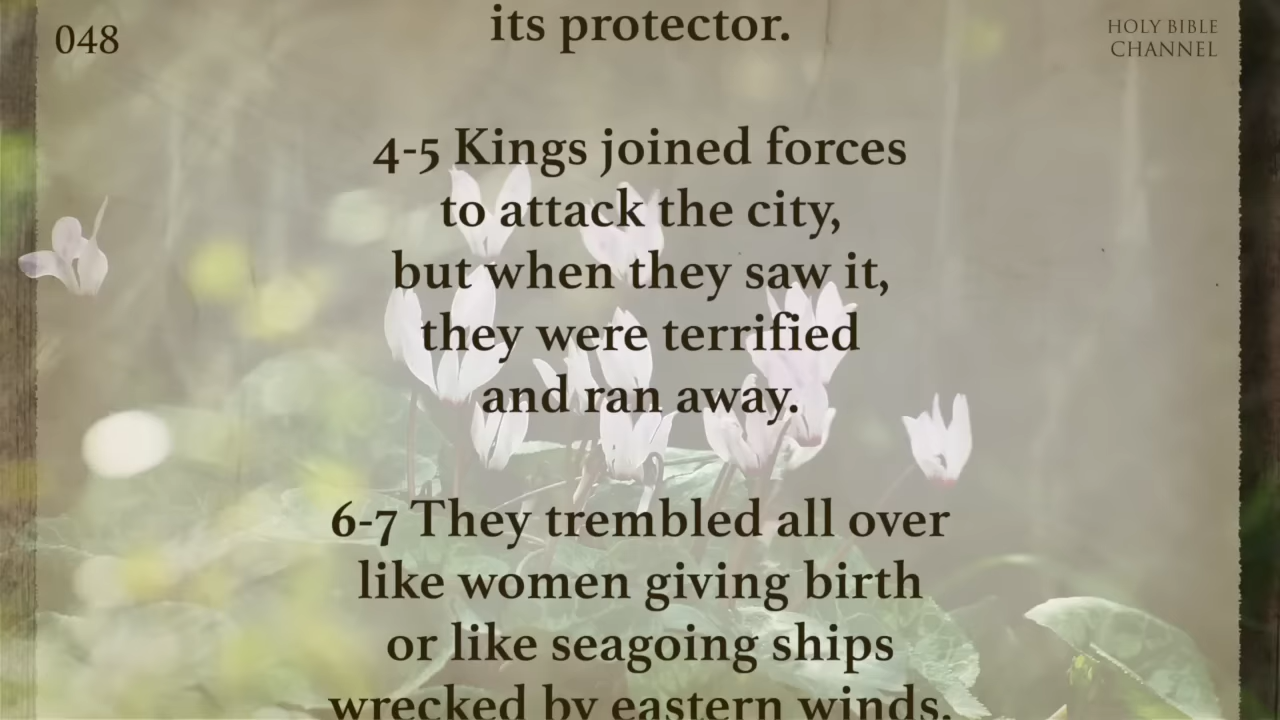 048
HOLY BIBLE
CHANNEL
its protector.
4-5 Kings joined forces
to attack the city,
but when they saw it,
they were terrified
and ran away.
6-7 They trembled all over
like women giving birth
or like seagoing ships
wrecked by eastern winds.